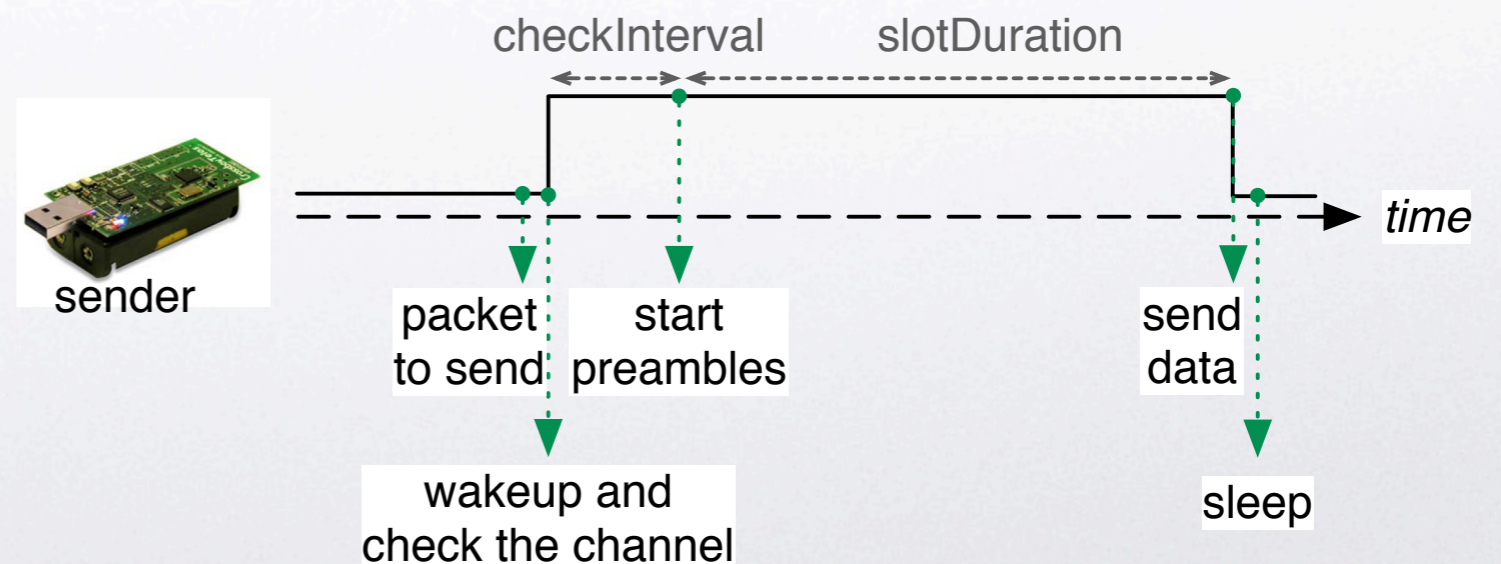 checkInterval
slotDuration
time
sender
packet
to send
start
preambles
send
data
wakeup and
check the channel
sleep